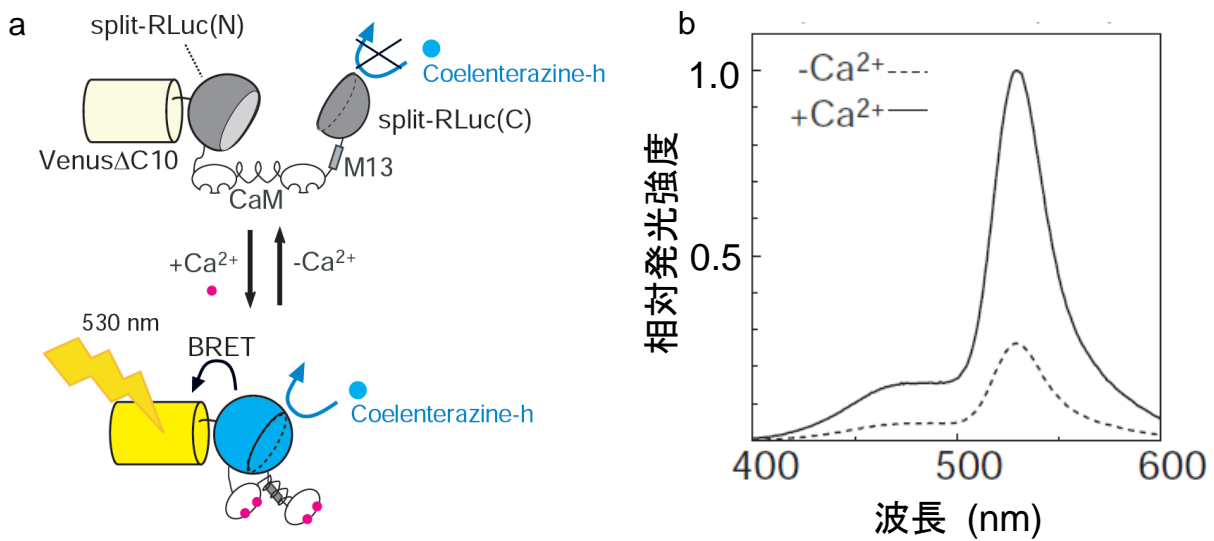 a
split-RLuc(N)
Coelenterazine-h
split-RLuc(C)
VenusΔC10
M13
CaM
+Ca²⁺
-Ca²⁺
530 nm
BRET
Coelenterazine-h
b
-Ca²⁺
+Ca²⁺
1.0
0.5
相対発光強度
400
500
600
波長 (nm)